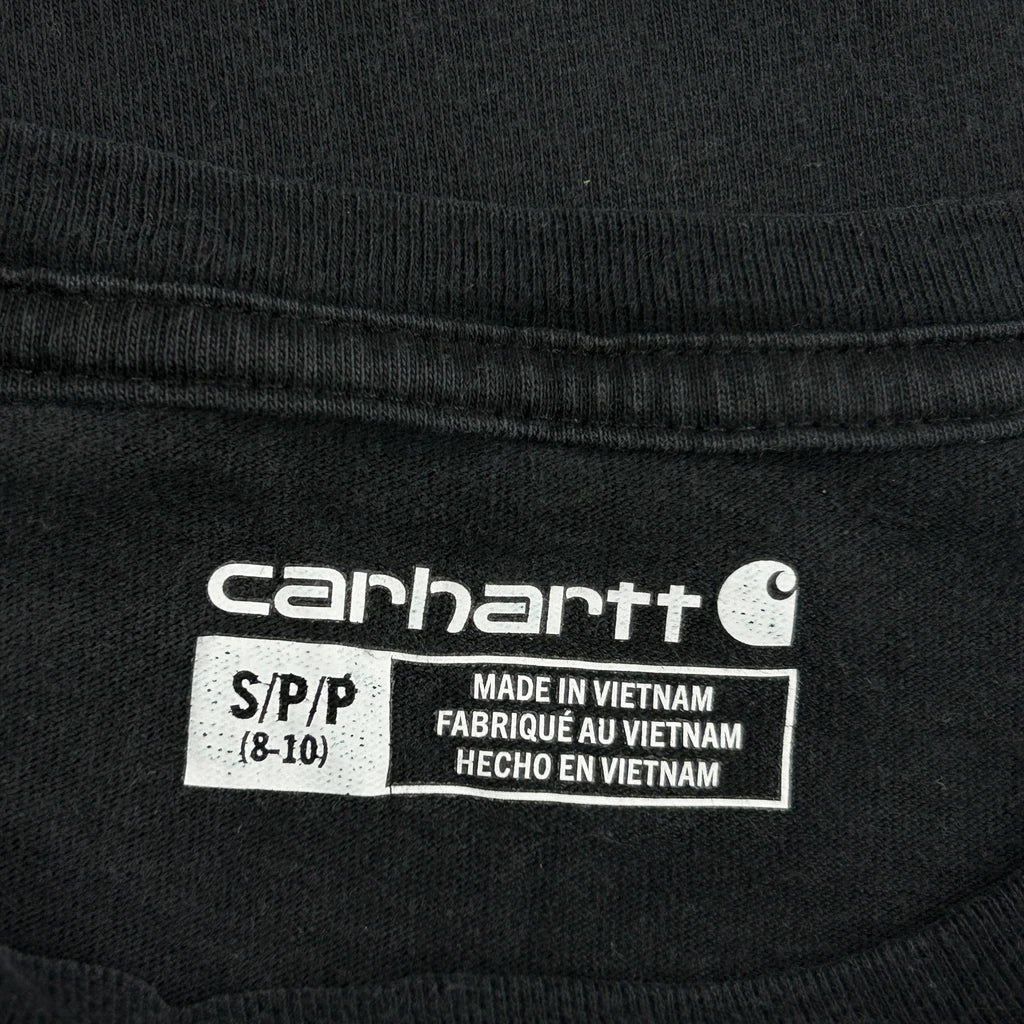 carhartt
S/P/P
(8-10)
MADE IN VIETNAM
FABRIQUÉ AU VIETNAM
HECHO EN VIETNAM